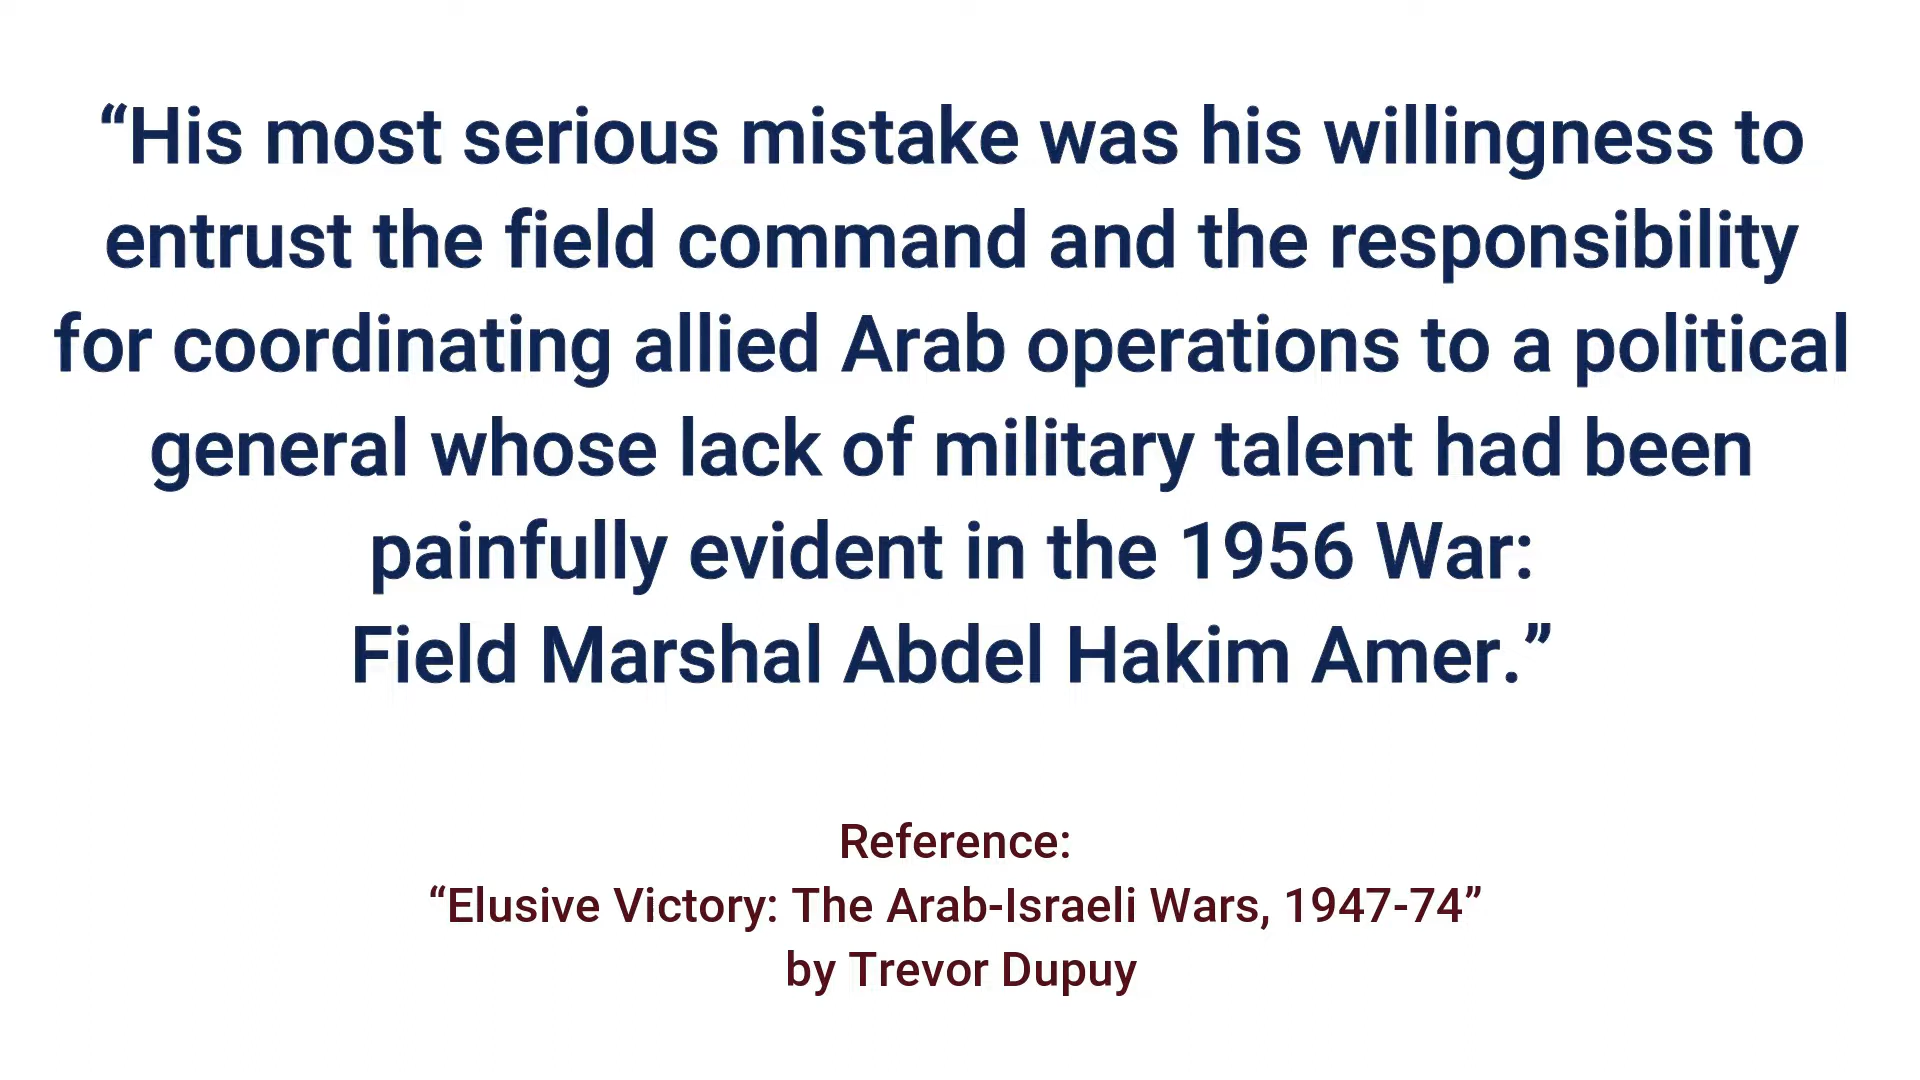 “His most serious mistake was his willingness to
entrust the field command and the responsibility
for coordinating allied Arab operations to a political
general whose lack of military talent had been
painfully evident in the 1956 War:
Field Marshal Abdel Hakim Amer.”
Reference:
“Elusive Victory: The Arab-Israeli Wars, 1947-74”
by Trevor Dupuy